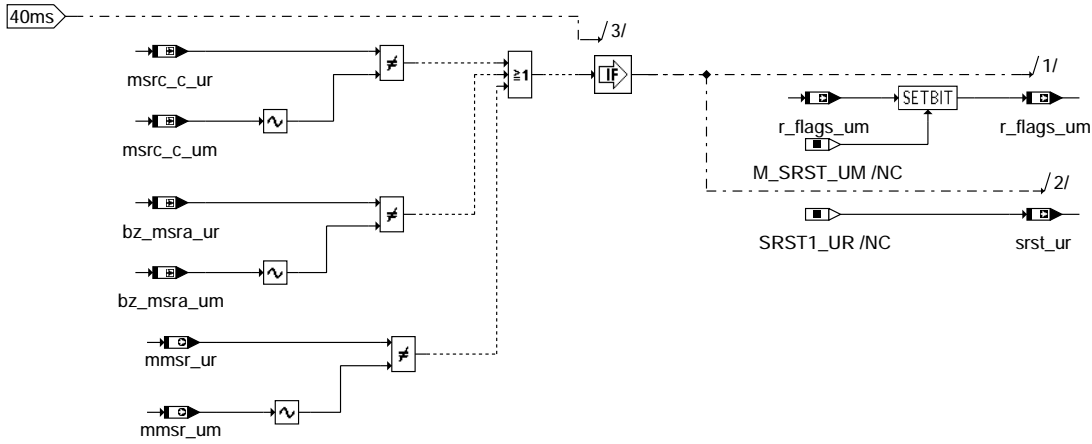 40ms
/3/
msrc_c_ur
≠
≧1
IF
/1/
SETBIT
r_flags_um
r_flags_um
msrc_c_um
M_SRST_UM /NC
/2/
bz_msra_ur
≠
SRST1_UR /NC
srst_ur
bz_msra_um
mmsr_ur
≠
mmsr_um